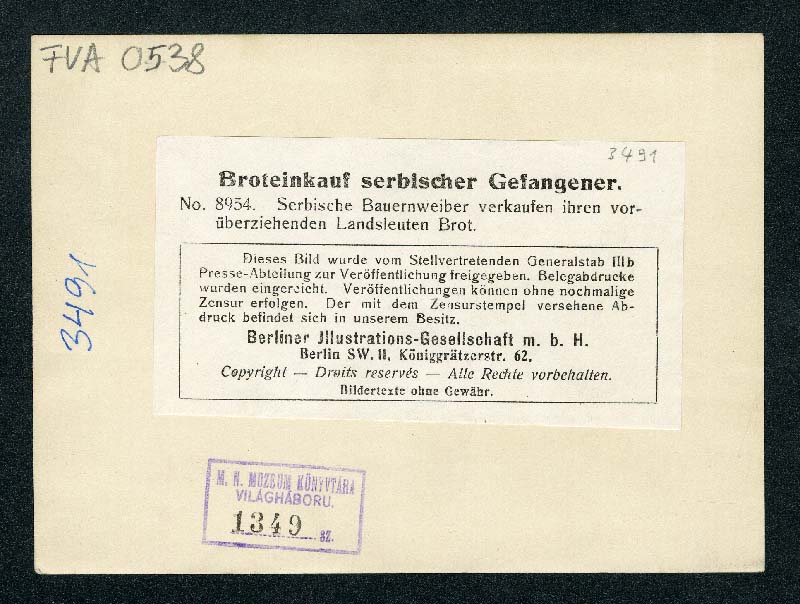 FVA 0538
3491
Broteinkauf serbischer Gefangener.
No. 8954. Serbische Bauernweiber verkaufen ihren vor-
überziehenden Landsleuten Brot.
Dieses Bild wurde vom Stellvertretenden Generalstab IIIb
Presse-Abteilung zur Veröffentlichung freigegeben. Belegabdrucke
wurden eingereicht. Veröffentlichungen können ohne nochmalige
Zensur erfolgen. Der mit dem Zensurstempel versehene Ab-
druck befindet sich in unserem Besitz.
Berliner Jllustrations-Gesellschaft m. b. H.
Berlin SW. 11, Königgrätzerstr. 62.
Copyright — Droits reservés — Alle Rechte vorbehalten.
Bildertexte ohne Gewähr.
3491
M. N. MUZEUM KÖNYVTÁRA
VILÁGHÁBORU.
1349 SZ.